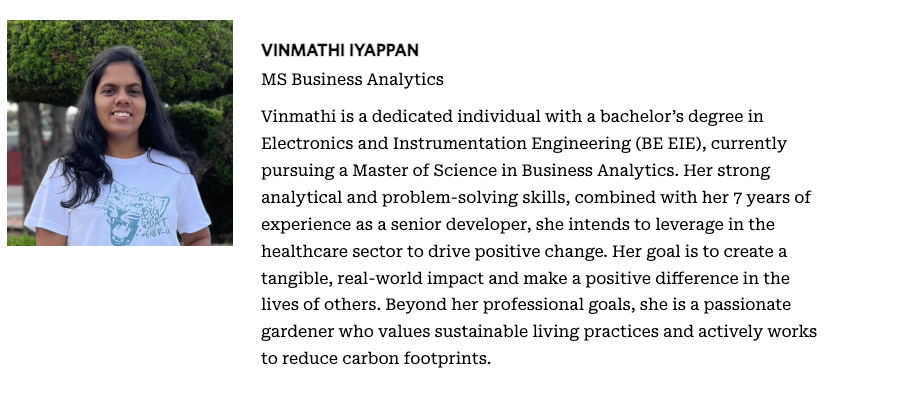 VINMATHI IYAPPAN
MS Business Analytics
Vinmathi is a dedicated individual with a bachelor’s degree in
Electronics and Instrumentation Engineering (BE EIE), currently
pursuing a Master of Science in Business Analytics. Her strong
analytical and problem-solving skills, combined with her 7 years of
experience as a senior developer, she intends to leverage in the
healthcare sector to drive positive change. Her goal is to create a
tangible, real-world impact and make a positive difference in the
lives of others. Beyond her professional goals, she is a passionate
gardener who values sustainable living practices and actively works
to reduce carbon footprints.
BIG
CAT
ENERGY